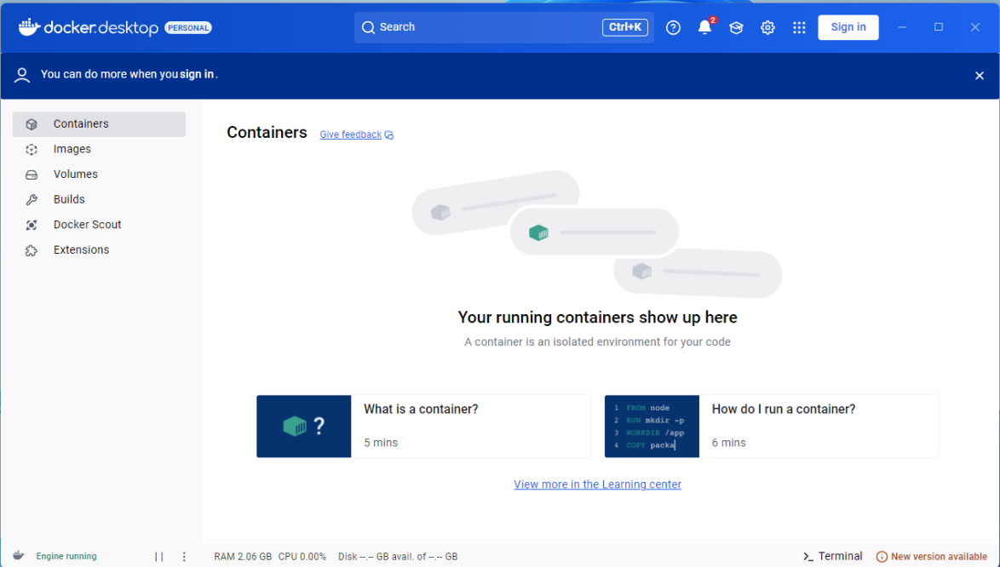 docker.desktop PERSONAL Search Ctrl+K 2 Sign in
You can do more when you sign in.
Containers
Images
Volumes
Builds
Docker Scout
Extensions
Containers Give feedback
Your running containers show up here
A container is an isolated environment for your code
?
What is a container?
5 mins
1 FROM node
2 RUN mkdir -p
3 WORKDIR /app
4 COPY packa
How do I run a container?
6 mins
View more in the Learning center
Engine running RAM 2.06 GB CPU 0.00% Disk --.-- GB avail. of --.-- GB Terminal New version available